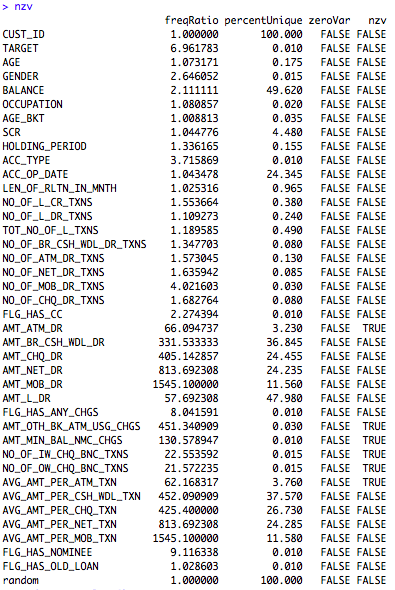 > nzv
freqRatio percentUnique zeroVar nzv
CUST_ID 1.000000 100.000 FALSE FALSE
TARGET 6.961783 0.010 FALSE FALSE
AGE 1.073171 0.175 FALSE FALSE
GENDER 2.646052 0.015 FALSE FALSE
BALANCE 2.111111 49.620 FALSE FALSE
OCCUPATION 1.080857 0.020 FALSE FALSE
AGE_BKT 1.008813 0.035 FALSE FALSE
SCR 1.044776 4.480 FALSE FALSE
HOLDING_PERIOD 1.336165 0.155 FALSE FALSE
ACC_TYPE 3.715869 0.010 FALSE FALSE
ACC_OP_DATE 1.043478 24.345 FALSE FALSE
LEN_OF_RLTN_IN_MNTH 1.025316 0.965 FALSE FALSE
NO_OF_L_CR_TXNS 1.553664 0.380 FALSE FALSE
NO_OF_L_DR_TXNS 1.109273 0.240 FALSE FALSE
TOT_NO_OF_L_TXNS 1.189585 0.490 FALSE FALSE
NO_OF_BR_CSH_WDL_DR_TXNS 1.347703 0.080 FALSE FALSE
NO_OF_ATM_DR_TXNS 1.573045 0.130 FALSE FALSE
NO_OF_NET_DR_TXNS 1.635942 0.085 FALSE FALSE
NO_OF_MOB_DR_TXNS 4.021603 0.030 FALSE FALSE
NO_OF_CHQ_DR_TXNS 1.682764 0.080 FALSE FALSE
FLG_HAS_CC 2.274394 0.010 FALSE FALSE
AMT_ATM_DR 66.094737 3.230 FALSE TRUE
AMT_BR_CSH_WDL_DR 331.533333 36.845 FALSE FALSE
AMT_CHQ_DR 405.142857 24.455 FALSE FALSE
AMT_NET_DR 813.692308 24.235 FALSE FALSE
AMT_MOB_DR 1545.100000 11.560 FALSE FALSE
AMT_L_DR 57.692308 47.980 FALSE FALSE
FLG_HAS_ANY_CHGS 8.041591 0.010 FALSE FALSE
AMT_OTH_BK_ATM_USG_CHGS 451.340909 0.030 FALSE TRUE
AMT_MIN_BAL_NMC_CHGS 130.578947 0.010 FALSE TRUE
NO_OF_IW_CHQ_BNC_TXNS 22.553592 0.015 FALSE TRUE
NO_OF_OW_CHQ_BNC_TXNS 21.572235 0.015 FALSE TRUE
AVG_AMT_PER_ATM_TXN 62.168317 3.760 FALSE TRUE
AVG_AMT_PER_CSH_WDL_TXN 452.090909 37.570 FALSE FALSE
AVG_AMT_PER_CHQ_TXN 425.400000 26.730 FALSE FALSE
AVG_AMT_PER_NET_TXN 813.692308 24.285 FALSE FALSE
AVG_AMT_PER_MOB_TXN 1545.100000 11.580 FALSE FALSE
FLG_HAS_NOMINEE 9.116338 0.010 FALSE FALSE
FLG_HAS_OLD_LOAN 1.028603 0.010 FALSE FALSE
random 1.000000 100.000 FALSE FALSE